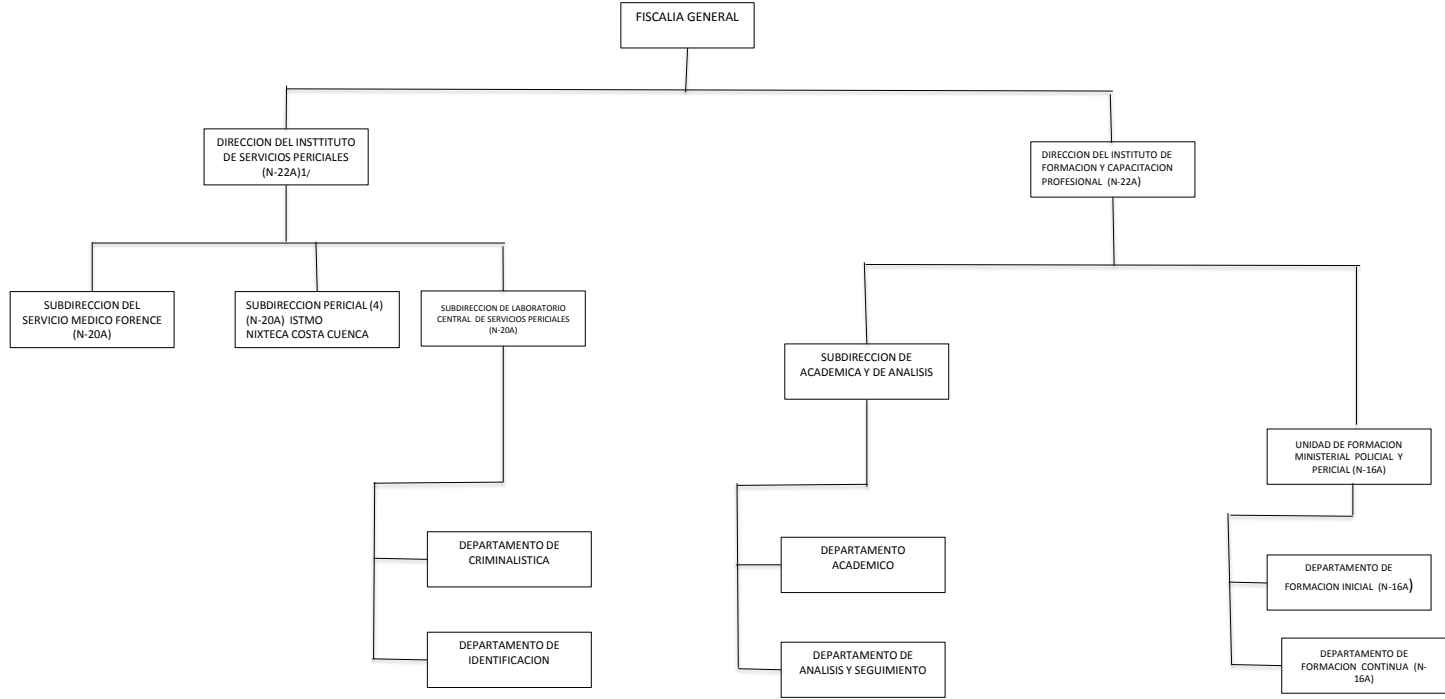 FISCALIA GENERAL
DIRECCION DEL INSTTITUTO
DE SERVICIOS PERICIALES
(N-22A)1/
DIRECCION DEL INSTITUTO DE
FORMACION Y CAPACITACION
PROFESIONAL (N-22A)
SUBDIRECCION DEL
SERVICIO MEDICO FORENCE
(N-20A)
SUBDIRECCION PERICIAL (4)
(N-20A) ISTMO
NIXTECA COSTA CUENCA
SUBDIRECCION DE LABORATORIO
CENTRAL DE SERVICIOS PERICIALES
(N-20A)
SUBDIRECCION DE
ACADEMICA Y DE ANALISIS
UNIDAD DE FORMACION
MINISTERIAL POLICIAL Y
PERICIAL (N-16A)
DEPARTAMENTO DE
CRIMINALISTICA
DEPARTAMENTO
ACADEMICO
DEPARTAMENTO DE
FORMACION INICIAL (N-16A)
DEPARTAMENTO DE
IDENTIFICACION
DEPARTAMENTO DE
ANALISIS Y SEGUIMIENTO
DEPARTAMENTO DE
FORMACION CONTINUA (N-
16A)